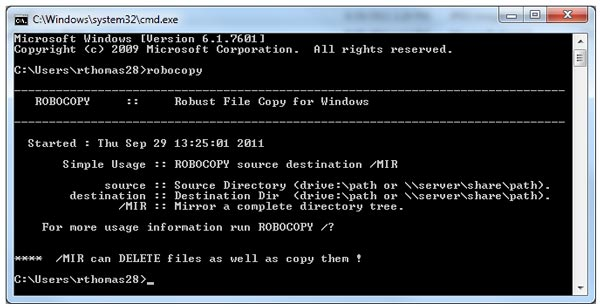 C:\Windows\system32\cmd.exe
Microsoft Windows [Version 6.1.7601]
Copyright (c) 2009 Microsoft Corporation.  All rights reserved.
C:\Users\rthomas28>robocopy
-------------------------------------------------------------------------------
   ROBOCOPY     ::     Robust File Copy for Windows
-------------------------------------------------------------------------------
  Started : Thu Sep 29 13:25:01 2011
       Simple Usage :: ROBOCOPY source destination /MIR
             source :: Source Directory (drive:\path or \\server\share\path).
        destination :: Destination Dir  (drive:\path or \\server\share\path).
               /MIR :: Mirror a complete directory tree.
    For more usage information run ROBOCOPY /?
****  /MIR can DELETE files as well as copy them !
C:\Users\rthomas28>_